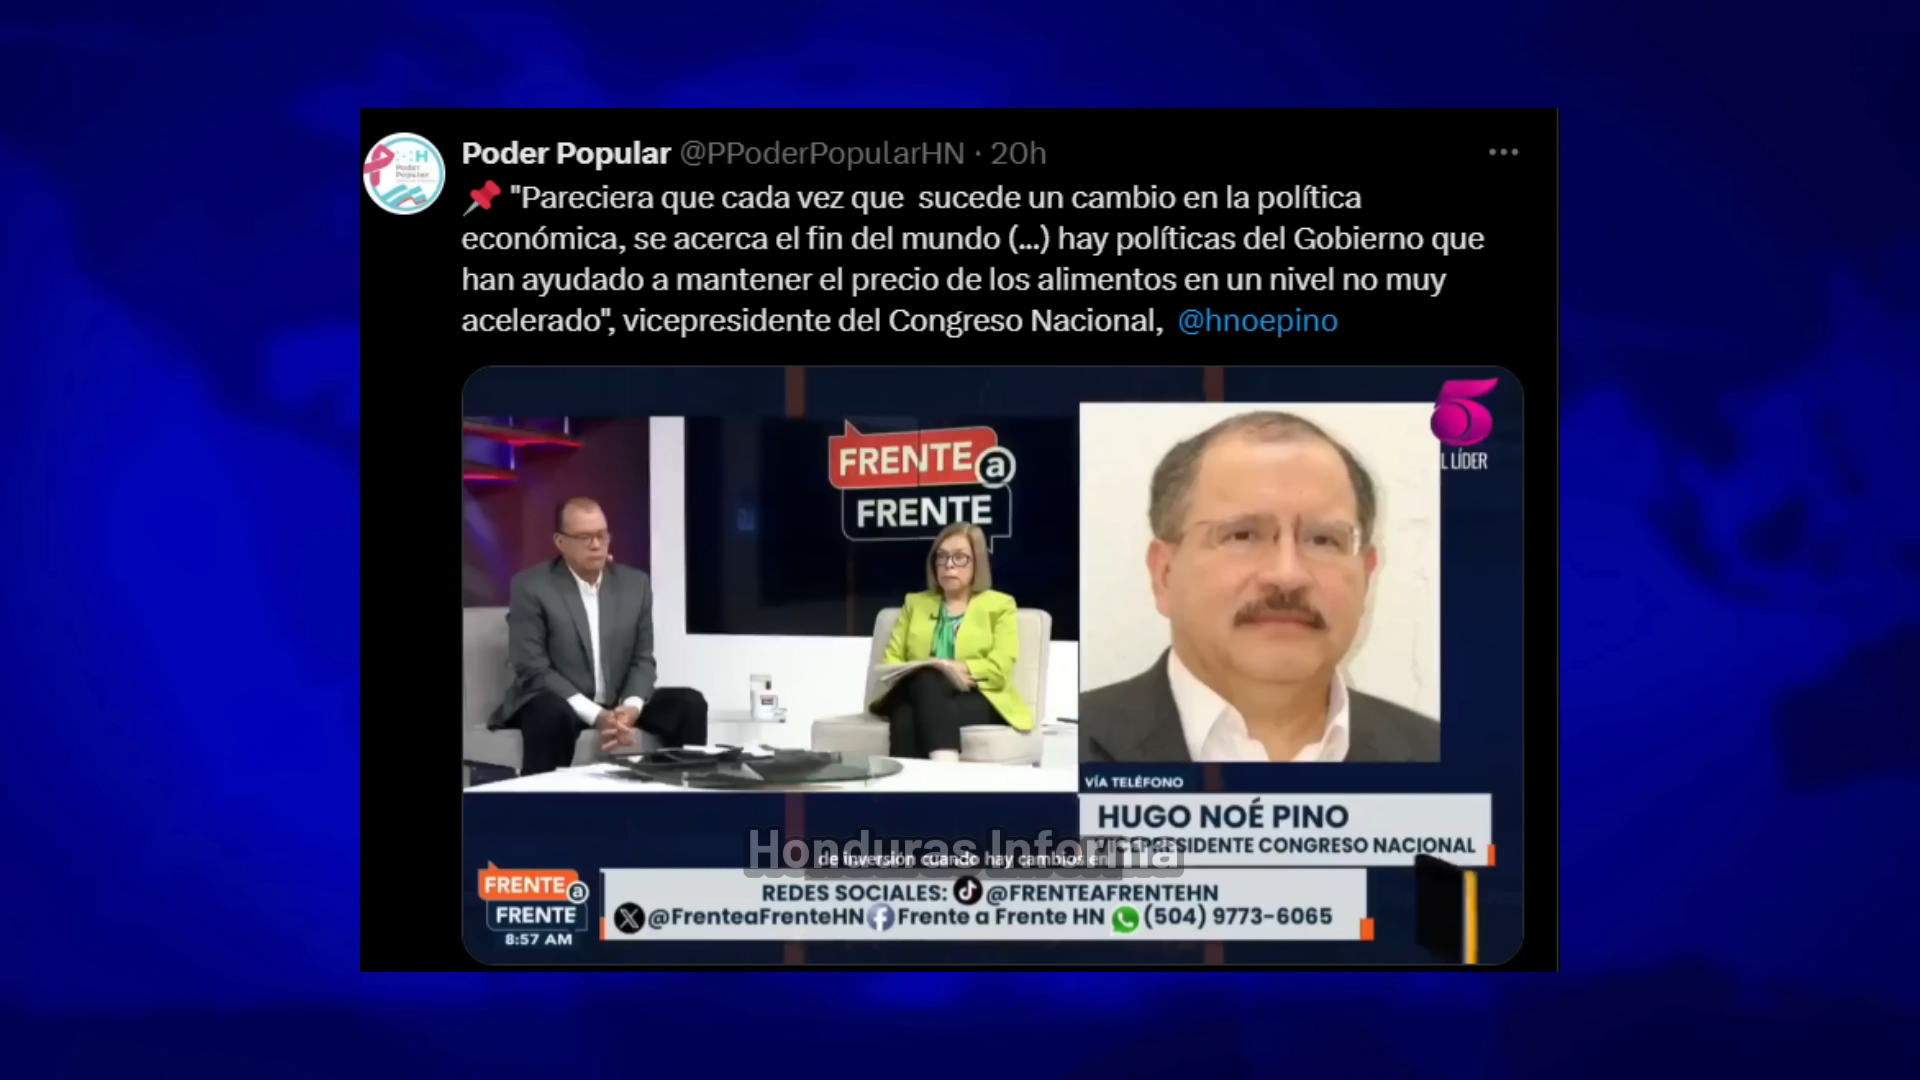 Poder Popular @PPoderPopularHN · 20h
"Pareciera que cada vez que sucede un cambio en la política
económica, se acerca el fin del mundo (...) hay políticas del Gobierno que
han ayudado a mantener el precio de los alimentos en un nivel no muy
acelerado", vicepresidente del Congreso Nacional, @hnoepino
H
Poder
Popular
5
L LÍDER
FRENTE a
FRENTE
VÍA TELÉFONO
HUGO NOÉ PINO
VICEPRESIDENTE CONGRESO NACIONAL
Honduras Informa
de inversión cuando hay cambios en
FRENTE a
FRENTE
8:57 AM
REDES SOCIALES: @FRENTEAFRENTEHN
@FrenteaFrenteHN Frente a Frente HN (504) 9773-6065